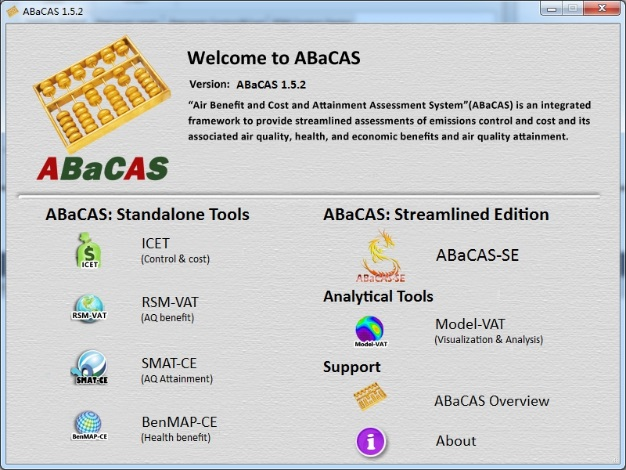 ABaCAS 1.5.2
Welcome to ABaCAS
Version: ABaCAS 1.5.2
“Air Benefit and Cost and Attainment Assessment System”(ABaCAS) is an integrated
framework to provide streamlined assessments of emissions control and cost and its
associated air quality, health, and economic benefits and air quality attainment.
ABaCAS
ABaCAS: Standalone Tools
ICET
ICET
(Control & cost)
RSM-VAT
RSM-VAT
(AQ benefit)
SMAT-CE
SMAT-CE
(AQ Attainment)
BenMAP-CE
BenMAP-CE
(Health benefit)
ABaCAS: Streamlined Edition
ABaCAS-SE
ABaCAS-SE
Analytical Tools
Model-VAT
Model-VAT
(Visualization & Analysis)
Support
ABaCAS Overview
About